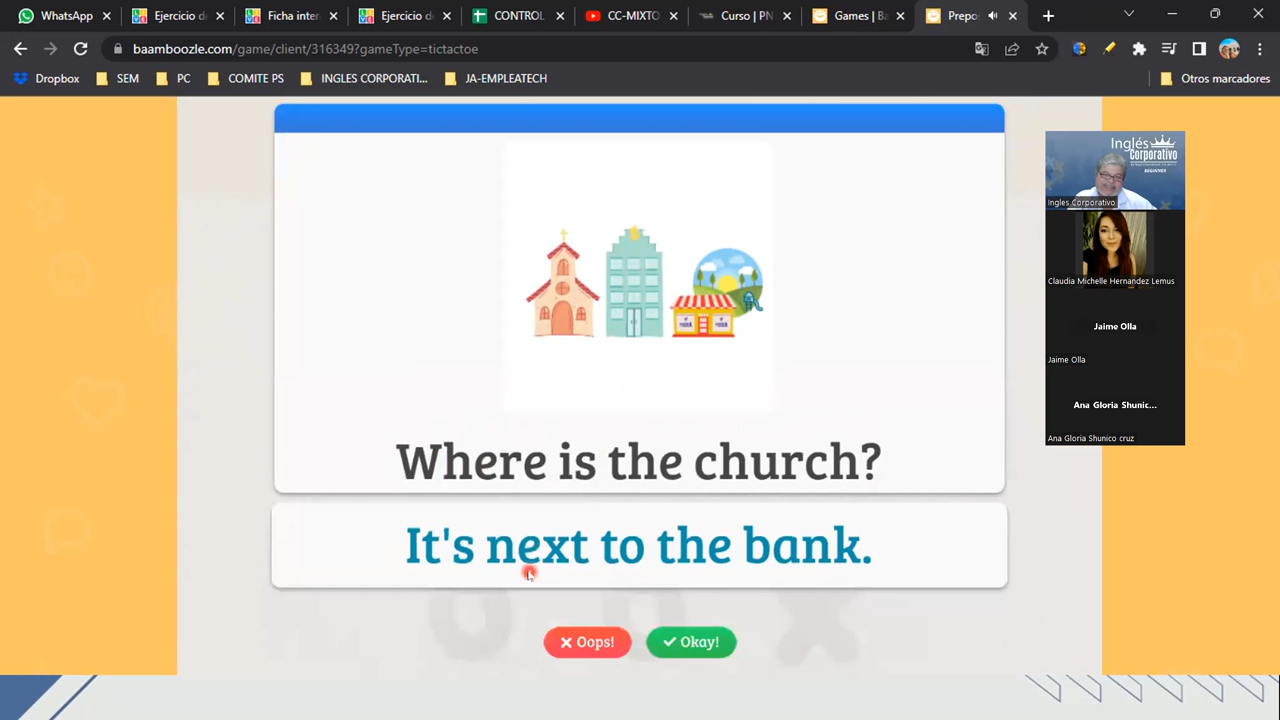 WhatsApp
Ejercicio d
Ficha inter
Ejercicio d
CONTROL
CC-MIXTO
Curso | PN
Games | Ba
Prepo
baamboozle.com/game/client/316349?gameType=tictactoe
Dropbox
SEM
PC
COMITE PS
INGLES CORPORATI...
JA-EMPLEATECH
Otros marcadores
Inglés
Corporativo
BEGINNER
Ingles Corporativo
Claudia Michelle Hernandez Lemus
Jaime Olla
Jaime Olla
Ana Gloria Shunic...
Ana Gloria Shunico cruz
Where is the church?
It's next to the bank.
Oops!
Okay!